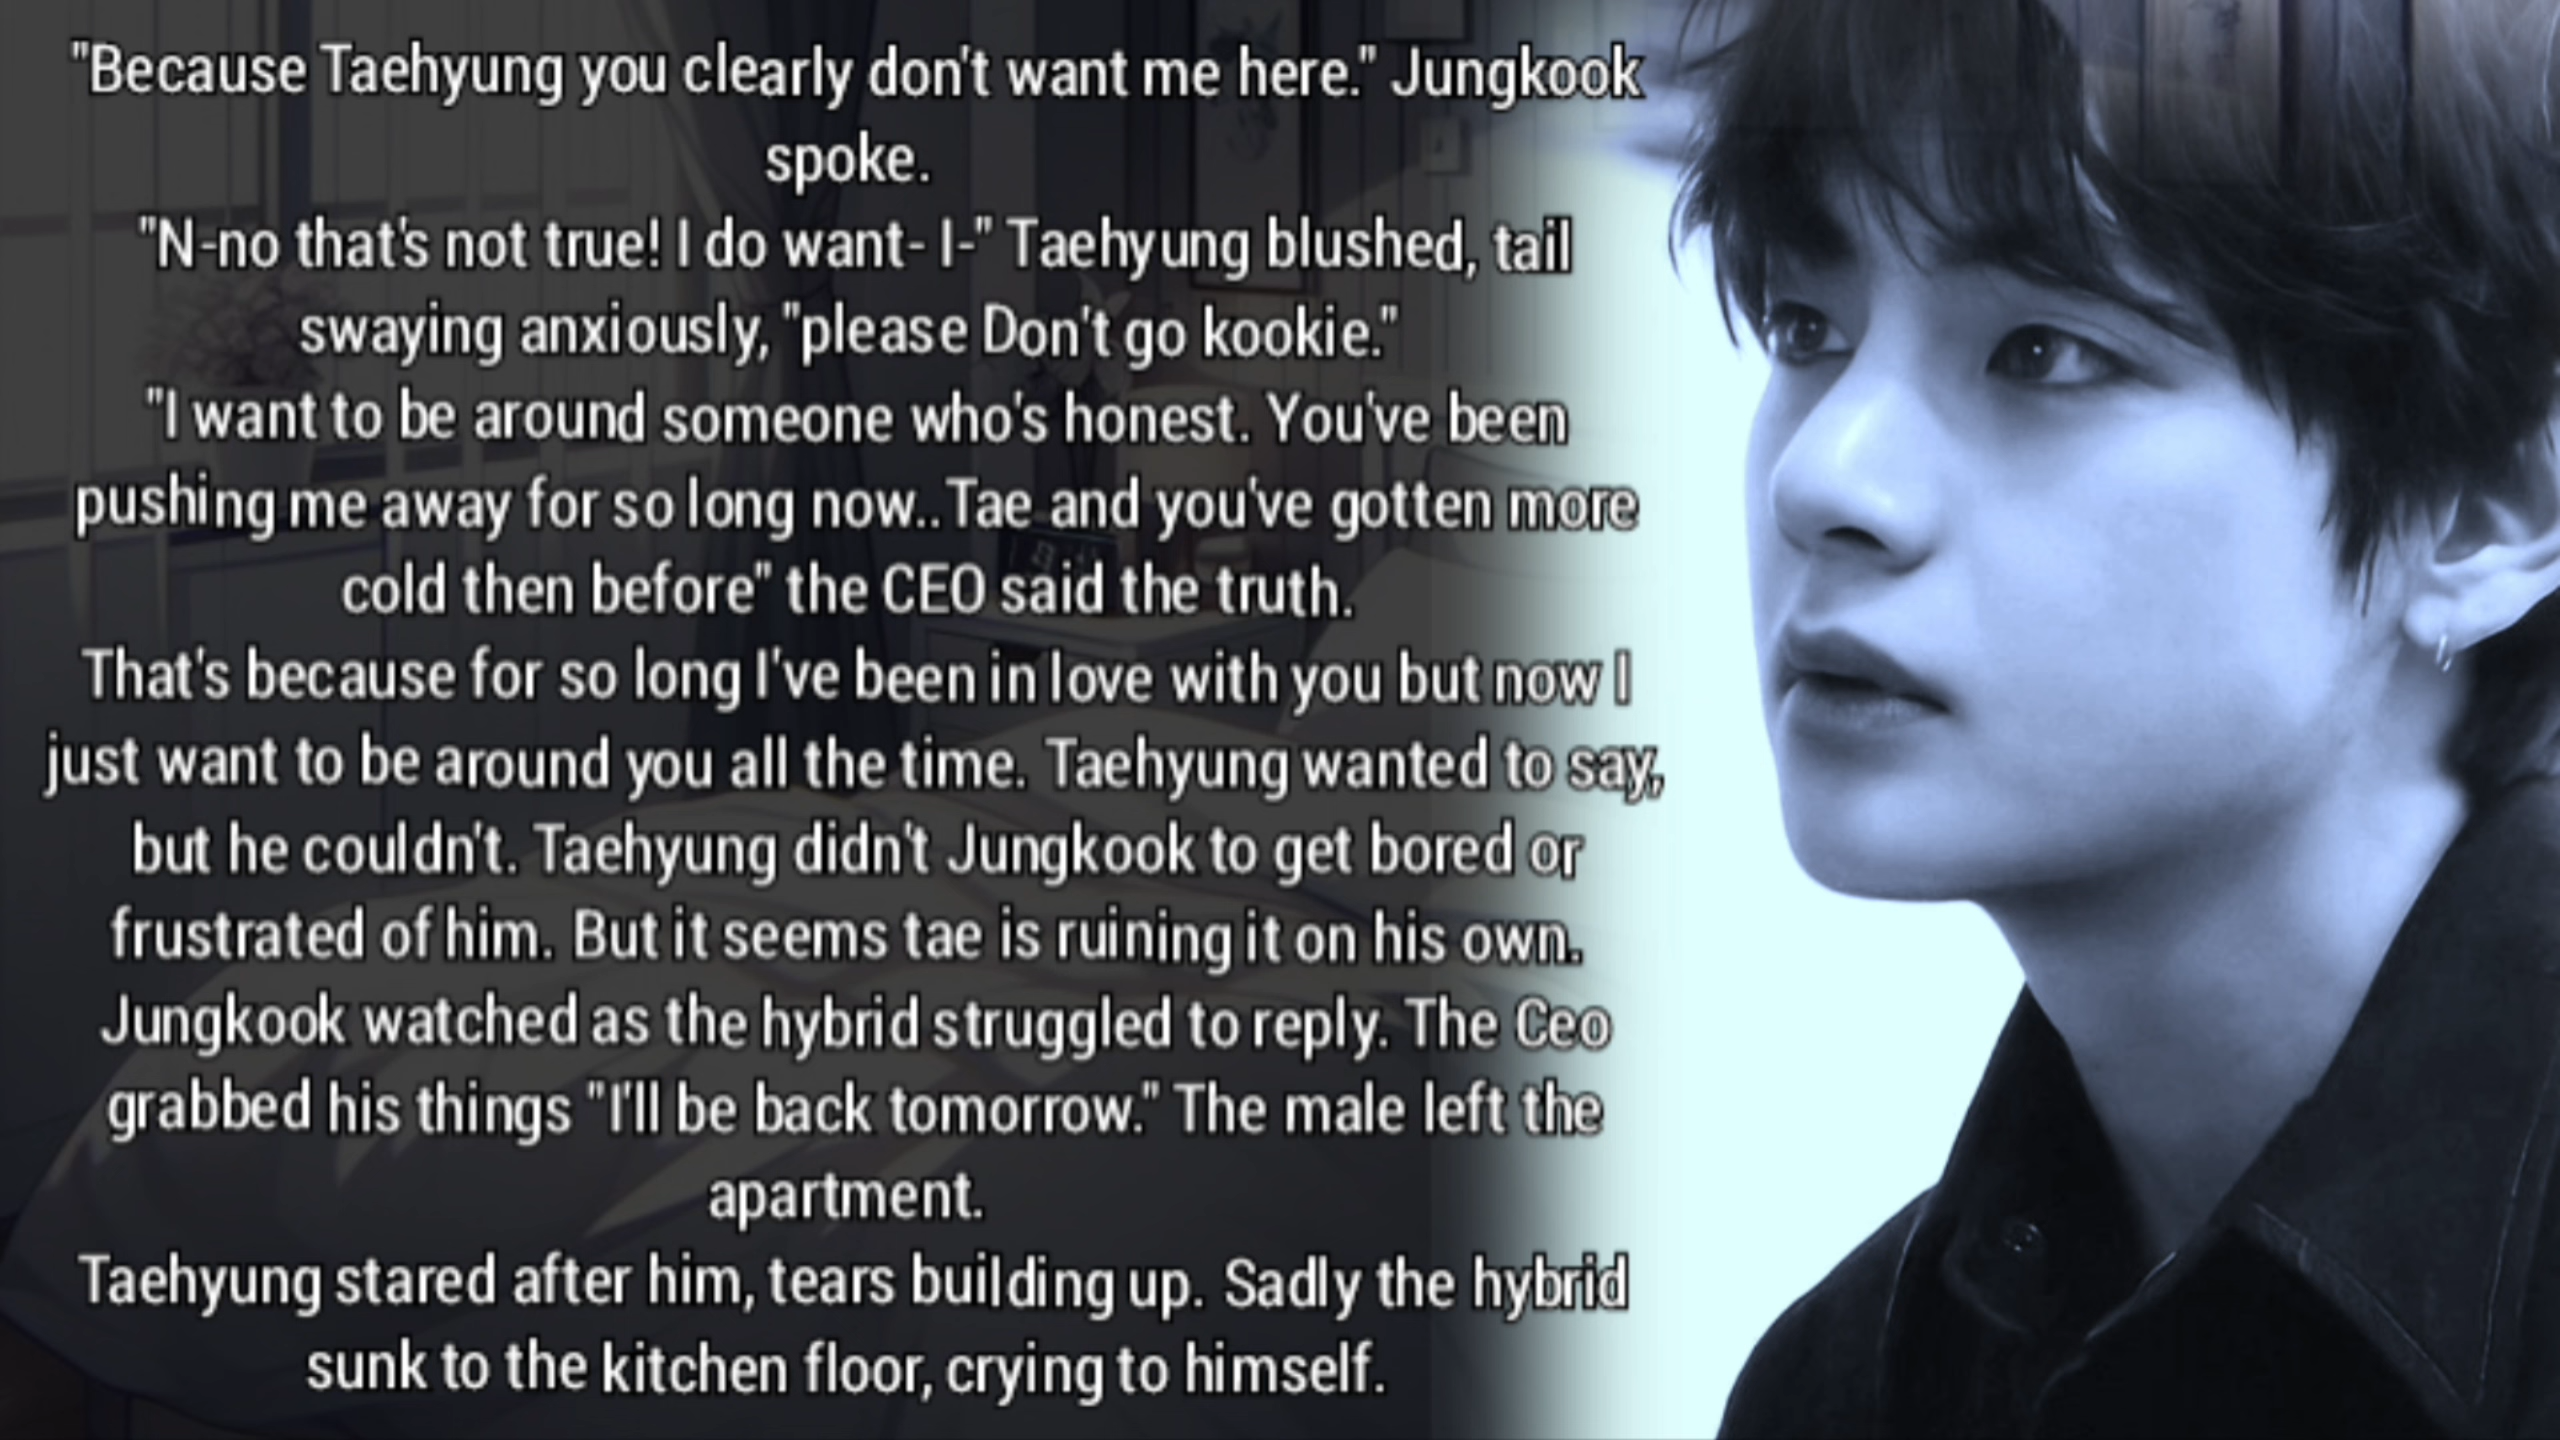 "Because Taehyung you clearly don't want me here." Jungkook
spoke.
"N-no that's not true! I do want- I-" Taehyung blushed, tail
swaying anxiously, "please Don't go kookie."
"I want to be around someone who's honest. You've been
pushing me away for so long now.. Tae and you've gotten more
cold then before" the CEO said the truth.
That's because for so long I've been in love with you but now I
just want to be around you all the time. Taehyung wanted to say,
but he couldn't. Taehyung didn't Jungkook to get bored or
frustrated of him. But it seems tae is ruining it on his own.
Jungkook watched as the hybrid struggled to reply. The Ceo
grabbed his things "I'll be back tomorrow." The male left the
apartment.
Taehyung stared after him, tears building up. Sadly the hybrid
sunk to the kitchen floor, crying to himself.